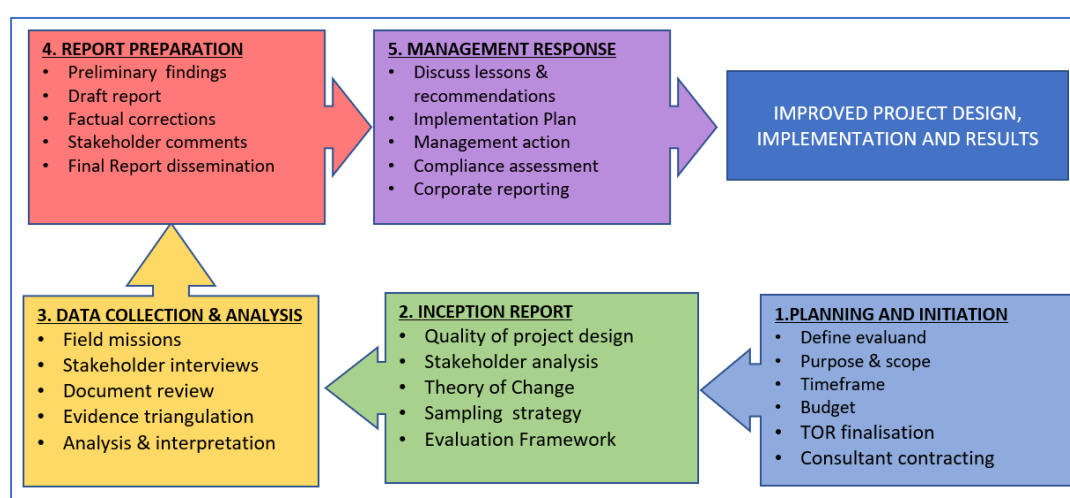 4. REPORT PREPARATION
• Preliminary findings
• Draft report
• Factual corrections
• Stakeholder comments
• Final Report dissemination
5. MANAGEMENT RESPONSE
• Discuss lessons &
recommendations
• Implementation Plan
• Management action
• Compliance assessment
• Corporate reporting
IMPROVED PROJECT DESIGN,
IMPLEMENTATION AND RESULTS
3. DATA COLLECTION & ANALYSIS
• Field missions
• Stakeholder interviews
• Document review
• Evidence triangulation
• Analysis & interpretation
2. INCEPTION REPORT
• Quality of project design
• Stakeholder analysis
• Theory of Change
• Sampling strategy
• Evaluation Framework
1.PLANNING AND INITIATION
• Define evaluand
• Purpose & scope
• Timeframe
• Budget
• TOR finalisation
• Consultant contracting